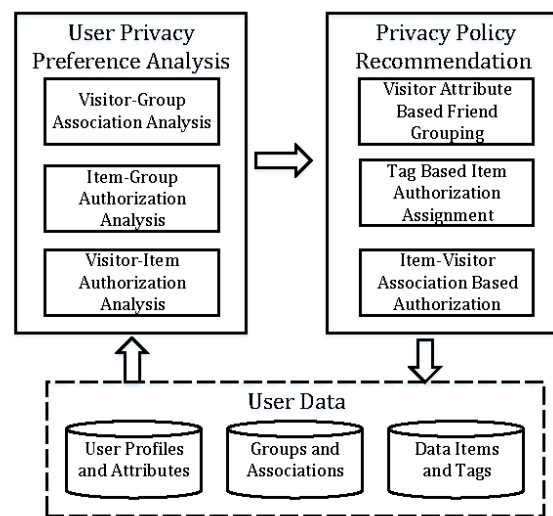 User Privacy
Preference Analysis
Visitor-Group
Association Analysis
Item-Group
Authorization
Analysis
Visitor-Item
Authorization
Analysis
Privacy Policy
Recommendation
Visitor Attribute
Based Friend
Grouping
Tag Based Item
Authorization
Assignment
Item-Visitor
Association Based
Authorization
User Data
User Profiles
and Attributes
Groups and
Associations
Data Items
and Tags